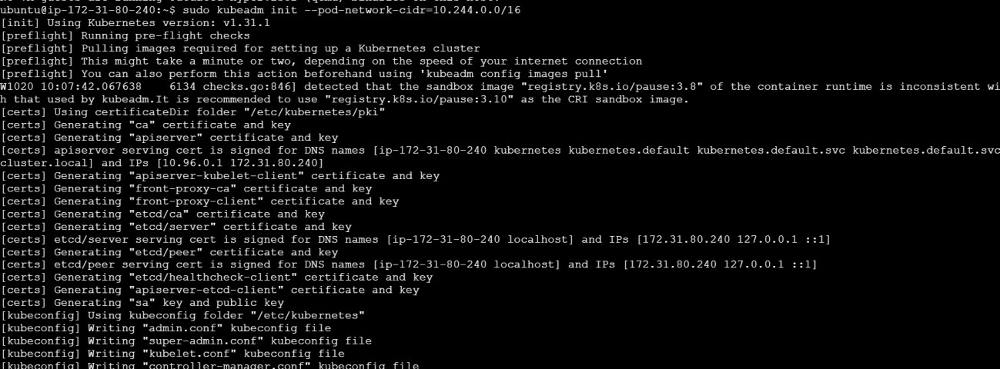 ubuntu@ip-172-31-80-240:~$ sudo kubeadm init --pod-network-cidr=10.244.0.0/16
[init] Using Kubernetes version: v1.31.1
[preflight] Running pre-flight checks
[preflight] Pulling images required for setting up a Kubernetes cluster
[preflight] This might take a minute or two, depending on the speed of your internet connection
[preflight] You can also perform this action beforehand using 'kubeadm config images pull'
W1020 10:07:42.067638    6134 checks.go:846] detected that the sandbox image "registry.k8s.io/pause:3.8" of the container runtime is inconsistent wi
h that used by kubeadm.It is recommended to use "registry.k8s.io/pause:3.10" as the CRI sandbox image.
[certs] Using certificateDir folder "/etc/kubernetes/pki"
[certs] Generating "ca" certificate and key
[certs] Generating "apiserver" certificate and key
[certs] apiserver serving cert is signed for DNS names [ip-172-31-80-240 kubernetes kubernetes.default kubernetes.default.svc kubernetes.default.svc
cluster.local] and IPs [10.96.0.1 172.31.80.240]
[certs] Generating "apiserver-kubelet-client" certificate and key
[certs] Generating "front-proxy-ca" certificate and key
[certs] Generating "front-proxy-client" certificate and key
[certs] Generating "etcd/ca" certificate and key
[certs] Generating "etcd/server" certificate and key
[certs] etcd/server serving cert is signed for DNS names [ip-172-31-80-240 localhost] and IPs [172.31.80.240 127.0.0.1 ::1]
[certs] Generating "etcd/peer" certificate and key
[certs] etcd/peer serving cert is signed for DNS names [ip-172-31-80-240 localhost] and IPs [172.31.80.240 127.0.0.1 ::1]
[certs] Generating "etcd/healthcheck-client" certificate and key
[certs] Generating "apiserver-etcd-client" certificate and key
[certs] Generating "sa" key and public key
[kubeconfig] Using kubeconfig folder "/etc/kubernetes"
[kubeconfig] Writing "admin.conf" kubeconfig file
[kubeconfig] Writing "super-admin.conf" kubeconfig file
[kubeconfig] Writing "kubelet.conf" kubeconfig file
[kubeconfig] Writing "controller-manager.conf" kubeconfig file